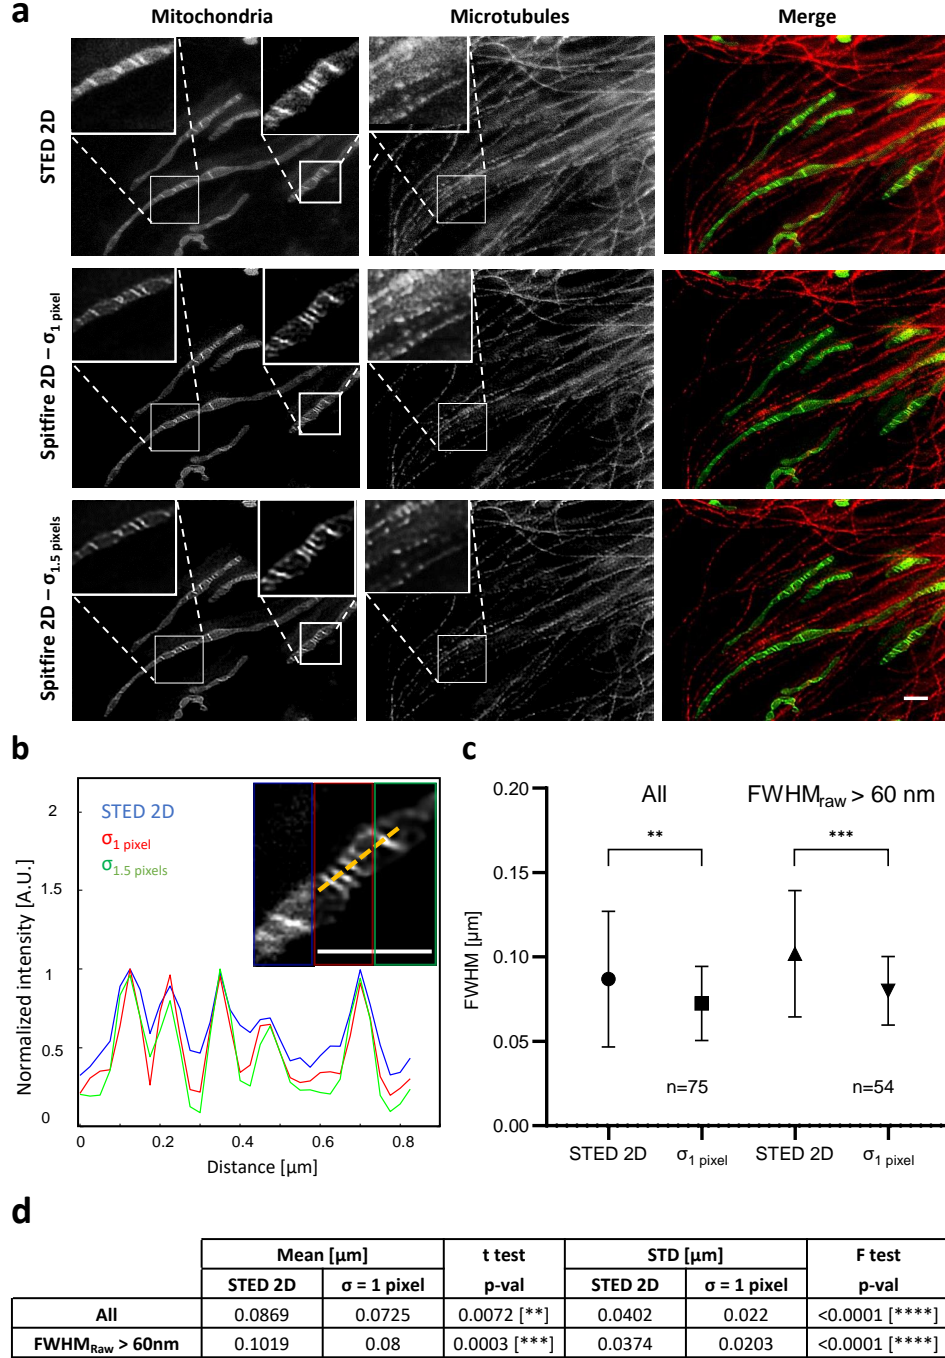 a
Mitochondria Microtubules Merge
STED 2D
Spitfire 2D – σ1 pixel
Spitfire 2D – σ1.5 pixels
b
STED 2D
σ1 pixel
σ1.5 pixels
Normalized intensity [A.U.]
2
1.5
1
0.5
0
0 0.2 0.4 0.6 0.8
Distance [µm]
c
FWHM [µm]
0.20
0.15
0.10
0.05
0.00
All FWHMraw > 60 nm
** ***
n=75 n=54
STED 2D σ1 pixel STED 2D σ1 pixel
d
Mean [µm] t test STD [µm] F test
STED 2D σ = 1 pixel p-val STED 2D σ = 1 pixel p-val
All 0.0869 0.0725 0.0072 [**] 0.0402 0.022 <0.0001 [****]
FWHMRaw > 60nm 0.1019 0.08 0.0003 [***] 0.0374 0.0203 <0.0001 [****]